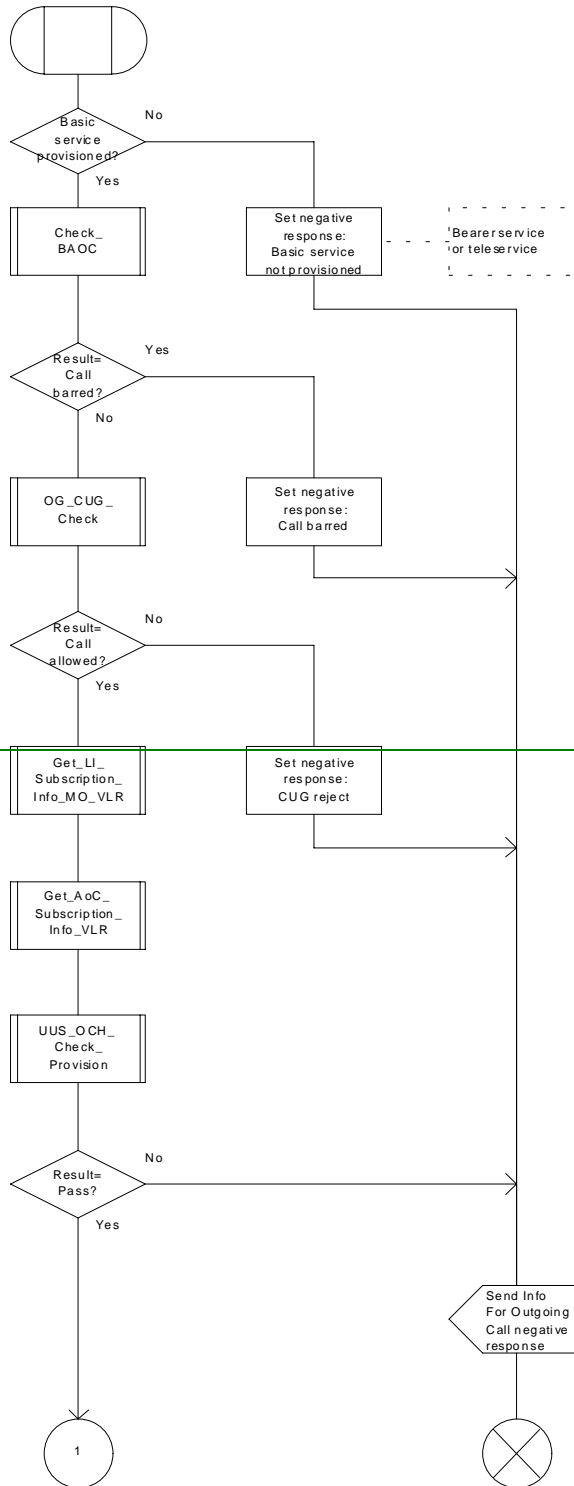 Basic
service
provisioned?
No
Yes
Check_
BAOC
Set negative
response:
Basic service
not provisioned
Bearer service
or teleservice
Result=
Call
barred?
Yes
No
OG_CUG_
Check
Set negative
response:
Call barred
Result=
Call
allowed?
No
Yes
Get_LI_
Subscription_
Info_MO_VLR
Set negative
response:
CUG reject
Get_AoC_
Subscription_
Info_VLR
UUS_OCH_
Check_
Provision
Result=
Pass?
No
Yes
Send Info
For Outgoing
Call negative
response
1